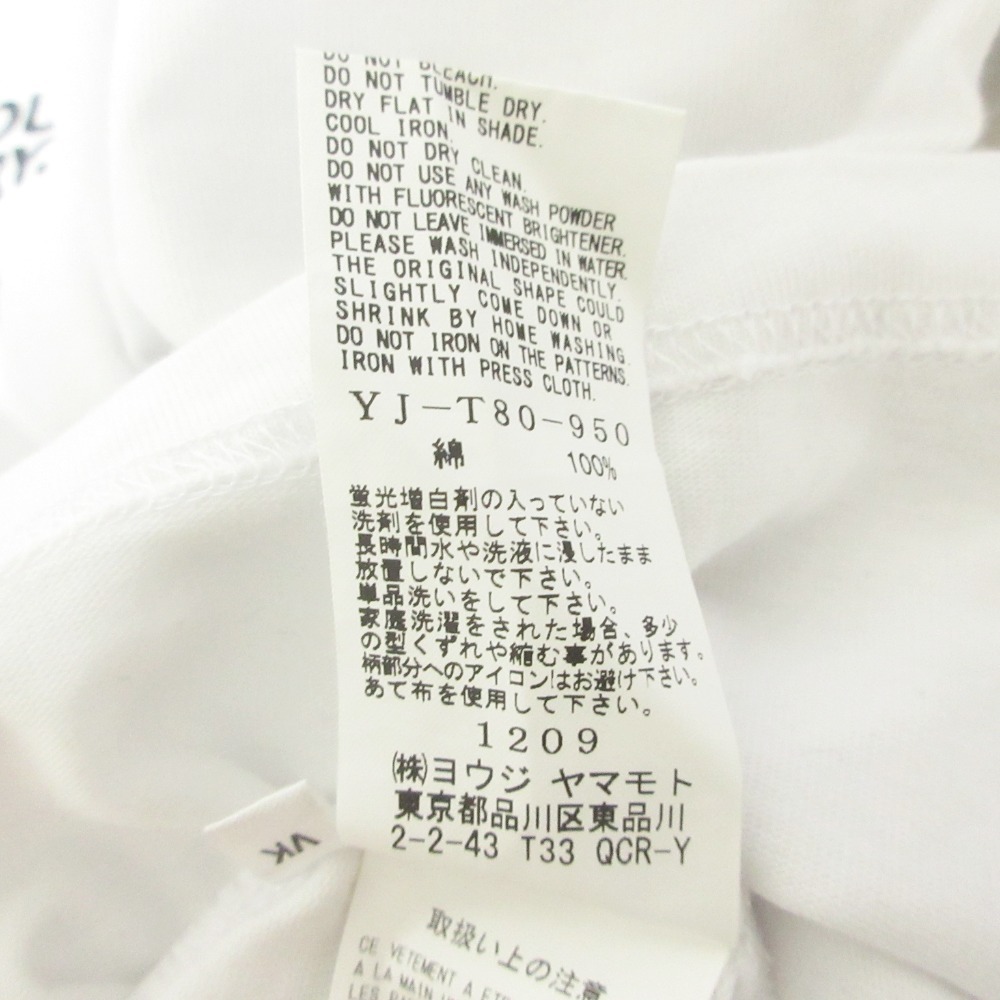 OL
RY.
DO NOT BLEACH.
DO NOT TUMBLE DRY.
DRY FLAT IN SHADE.
COOL IRON.
DO NOT DRY CLEAN.
DO NOT USE ANY WASH POWDER
WITH FLUORESCENT BRIGHTENER.
DO NOT LEAVE IMMERSED IN WATER.
PLEASE WASH INDEPENDENTLY.
THE ORIGINAL SHAPE COULD
SLIGHTLY COME DOWN OR
SHRINK BY HOME WASHING.
DO NOT IRON ON THE PATTERNS.
IRON WITH PRESS CLOTH.
YJ-T80-950
綿 100%
蛍光増白剤の入っていない
洗剤を使用して下さい。
長時間水や洗液に浸したまま
放置しないで下さい。
単品洗いをして下さい。
家庭洗濯をされた場合、多少
の型くずれや縮む事があります。
柄部分へのアイロンはお避け下さい。
あて布を使用して下さい。
1209
㈱ヨウジ ヤマモト
東京都品川区東品川
2-2-43 T33 QCR-Y
VK
取扱い上の注意
CE VETEMENT A ETE
A LA MAIN
LES